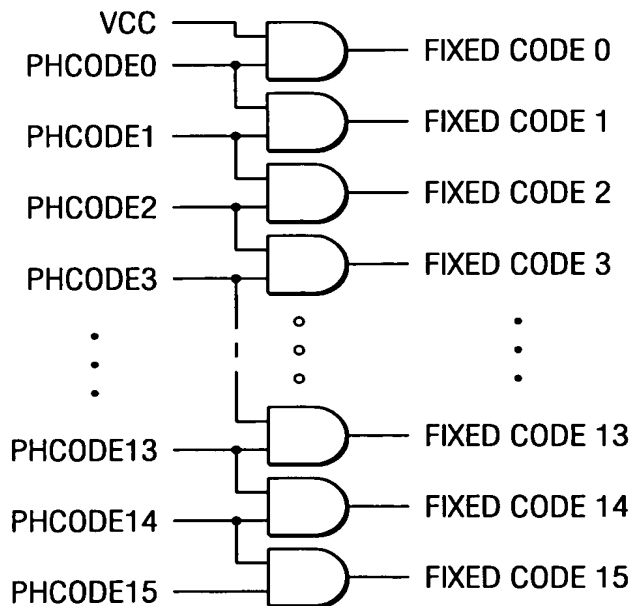 VCC
PHCODE0
FIXED CODE 0
PHCODE1
FIXED CODE 1
PHCODE2
FIXED CODE 2
PHCODE3
FIXED CODE 3
PHCODE13
FIXED CODE 13
PHCODE14
FIXED CODE 14
PHCODE15
FIXED CODE 15